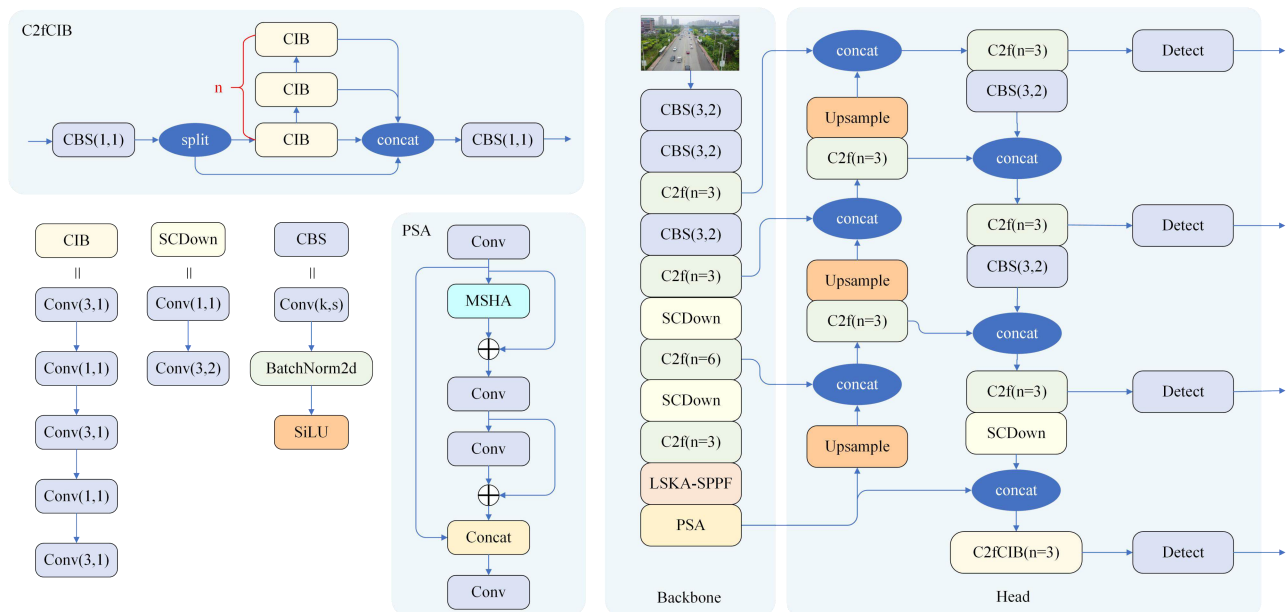 C2fCIB
CIB
CIB
n
CBS(1,1)
split
CIB
concat
CBS(1,1)
CIB
=
Conv(3,1)
Conv(1,1)
Conv(3,1)
Conv(1,1)
Conv(3,1)
SCDown
=
Conv(1,1)
Conv(3,2)
CBS
=
Conv(k,s)
BatchNorm2d
SiLU
PSA
Conv
MSHA
Conv
Conv
Concat
Conv
CBS(3,2)
CBS(3,2)
C2f(n=3)
CBS(3,2)
C2f(n=3)
SCDown
C2f(n=6)
SCDown
C2f(n=3)
LSKA-SPPF
PSA
Backbone
concat
Upsample
C2f(n=3)
concat
Upsample
C2f(n=3)
concat
Upsample
C2f(n=3)
CBS(3,2)
concat
C2f(n=3)
CBS(3,2)
concat
C2f(n=3)
SCDown
concat
C2fCIB(n=3)
Detect
Detect
Detect
Detect
Head